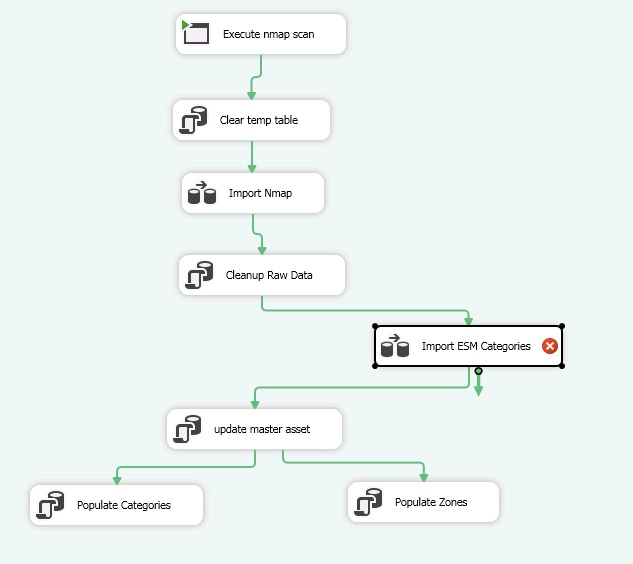 Execute nmap scan
Clear temp table
Import Nmap
Cleanup Raw Data
Import ESM Categories
update master asset
Populate Categories
Populate Zones